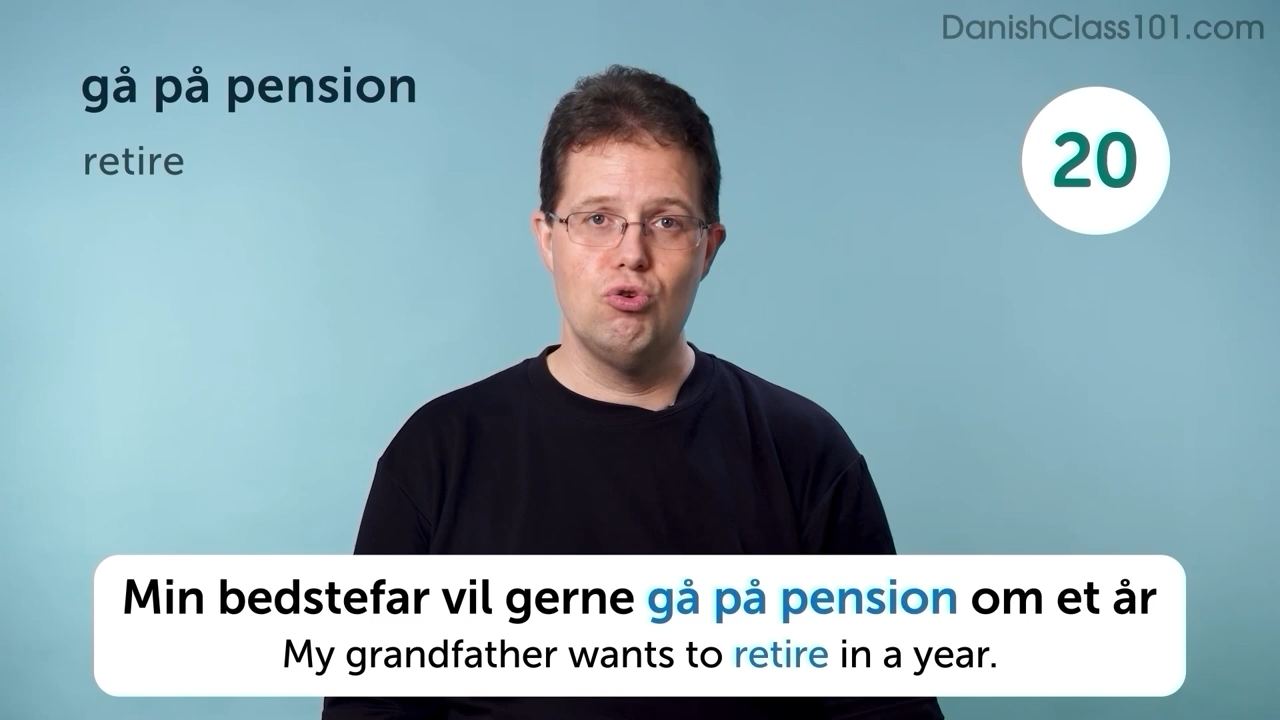 DanishClass101.com
gå på pension
retire
20
Min bedstefar vil gerne gå på pension om et år
My grandfather wants to retire in a year.